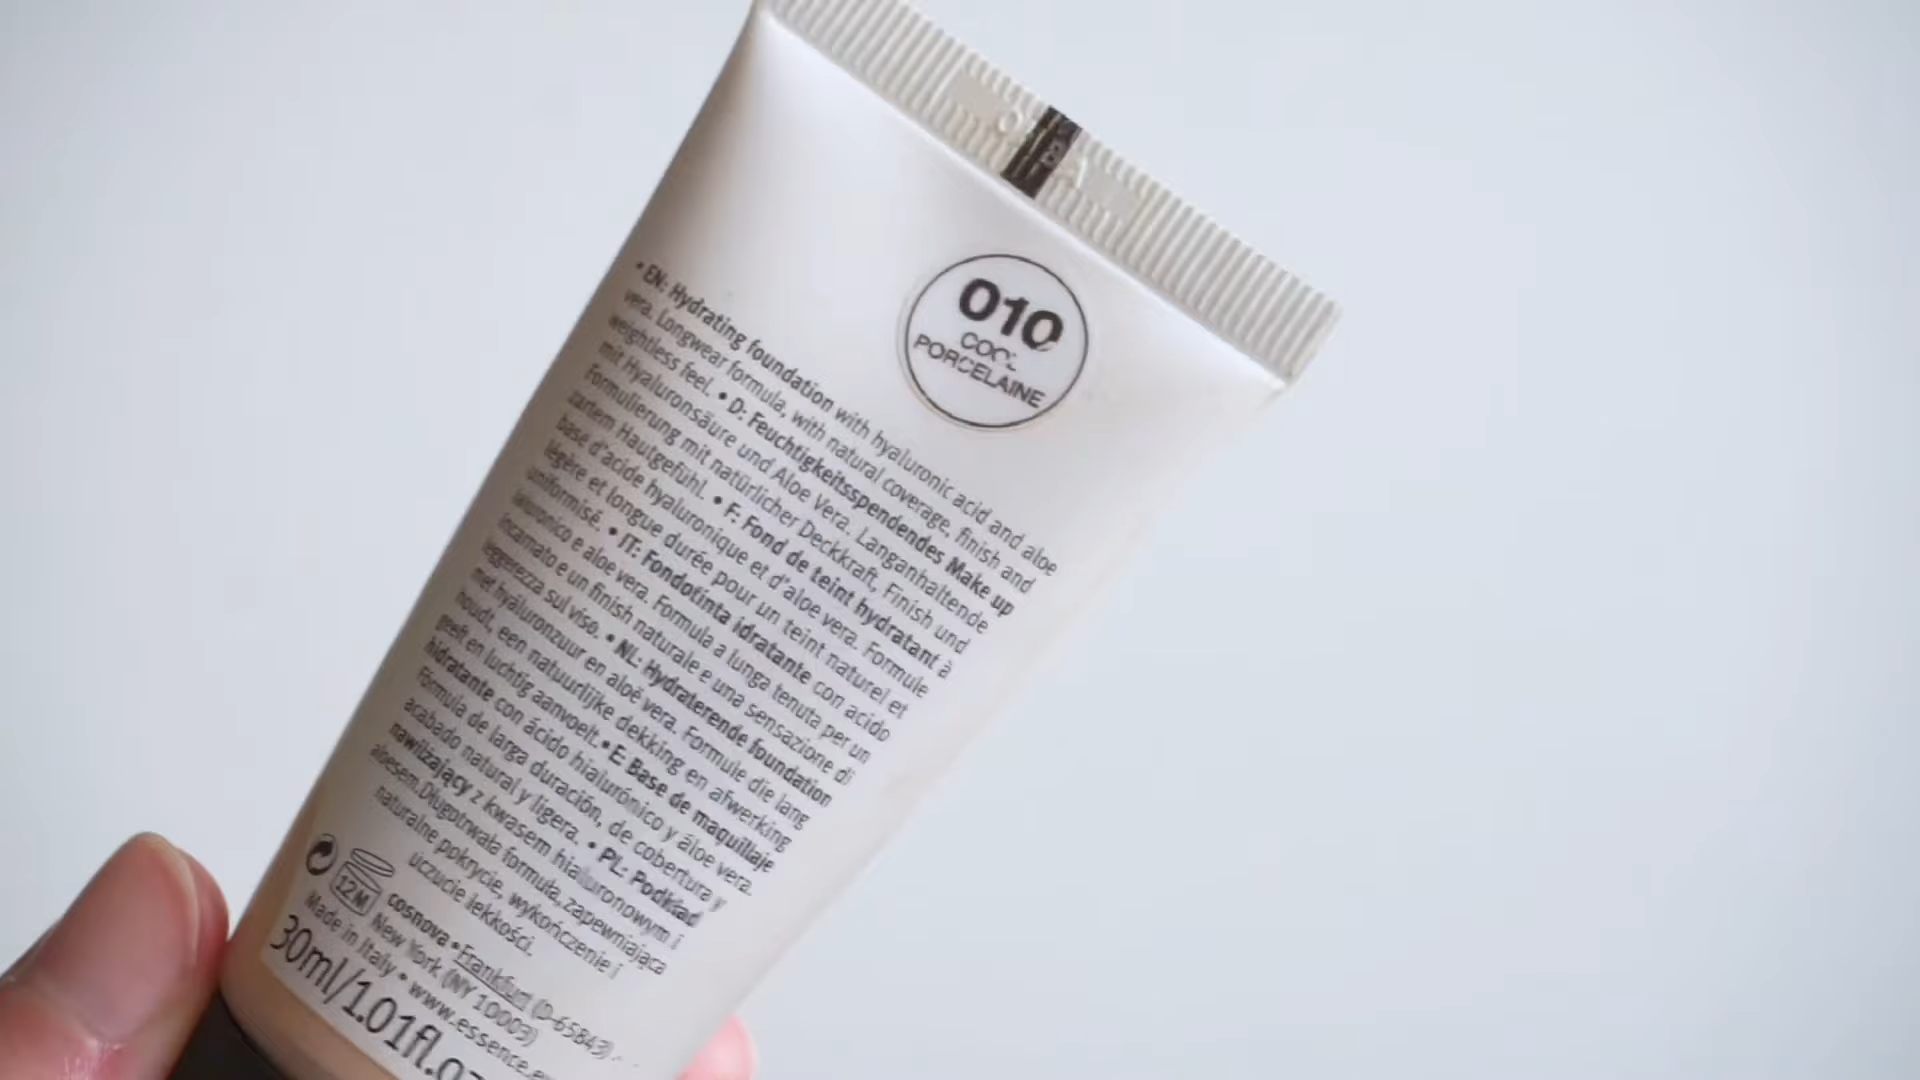 010
COOL
PORCELAINE
• EN: Hydrating foundation with hyaluronic acid and aloe
vera. Longwear formula, with natural coverage, finish and
weightless feel. • D: Feuchtigkeitsspendendes Make up
mit Hyaluronsäure und Aloe Vera. Langanhaltende
Formulierung mit natürlicher Deckkraft, Finish und
zartem Hautgefühl. • F: Fond de teint hydratant à
base d'acide hyaluronique et d'aloe vera. Formule
légère et longue durée pour un teint naturel et
uniformisé. • IT: Fondotinta idratante con acido
ialuronico e aloe vera. Formula a lunga tenuta per un
incarnato e un finish naturale e una sensazione di
leggerezza sul viso. • NL: Hydraterende foundation
met hyaluronzuur en aloë vera. Formule die lang
houdt, een natuurlijke dekking en afwerking
geeft en luchtig aanvoelt. • E: Base de maquillaje
hidratante con ácido hialurónico y áloe vera.
Fórmula de larga duración, de cobertura y
acabado natural y ligera. • PL: Podkład
nawilżający z kwasem hialuronowym i
aloesem.Długotrwała formuła,zapewniająca
naturalne pokrycie, wykończenie i
uczucie lekkości.
12M
cosnova • Frankfurt (D-65843)
New York (NY 10003)
Made in Italy • www.essence.e
30ml/1.01fl.oz